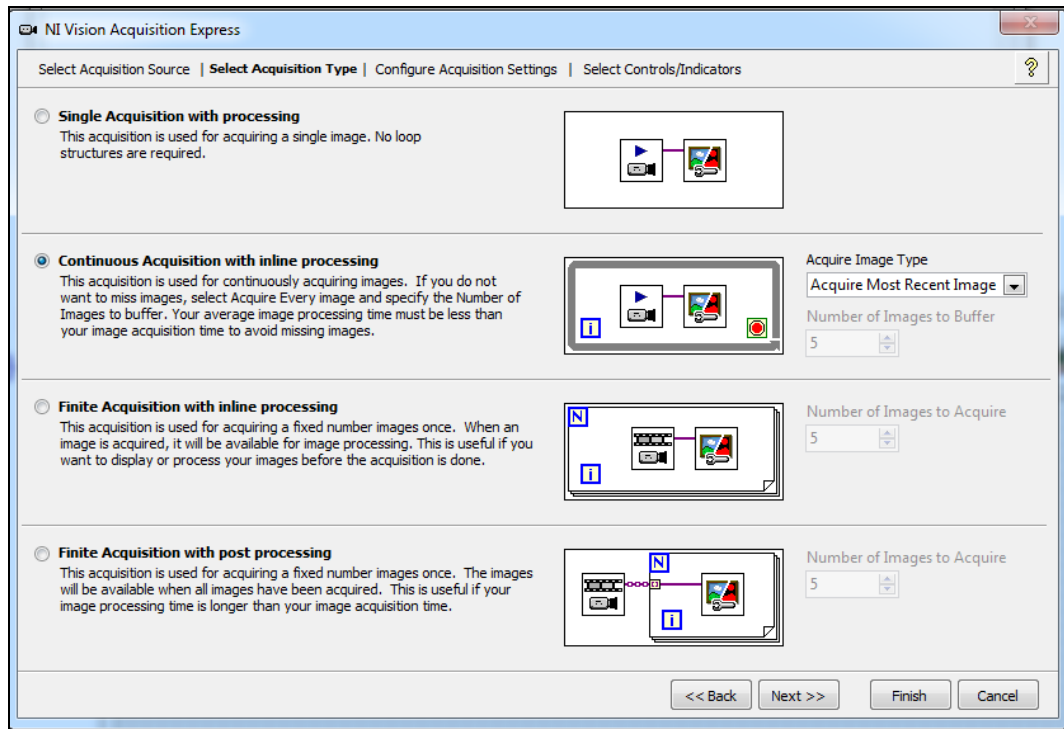 NI Vision Acquisition Express
Select Acquisition Source | Select Acquisition Type | Configure Acquisition Settings | Select Controls/Indicators
?
Single Acquisition with processing
This acquisition is used for acquiring a single image. No loop
structures are required.
Continuous Acquisition with inline processing
This acquisition is used for continuously acquiring images. If you do not
want to miss images, select Acquire Every image and specify the Number of
Images to buffer. Your average image processing time must be less than
your image acquisition time to avoid missing images.
i
Acquire Image Type
Acquire Most Recent Image
Number of Images to Buffer
5
Finite Acquisition with inline processing
This acquisition is used for acquiring a fixed number images once. When an
image is acquired, it will be available for image processing. This is useful if you
want to display or process your images before the acquisition is done.
N
i
Number of Images to Acquire
5
Finite Acquisition with post processing
This acquisition is used for acquiring a fixed number images once. The images
will be available when all images have been acquired. This is useful if your
image processing time is longer than your image acquisition time.
N
i
Number of Images to Acquire
5
<< Back
Next >>
Finish
Cancel